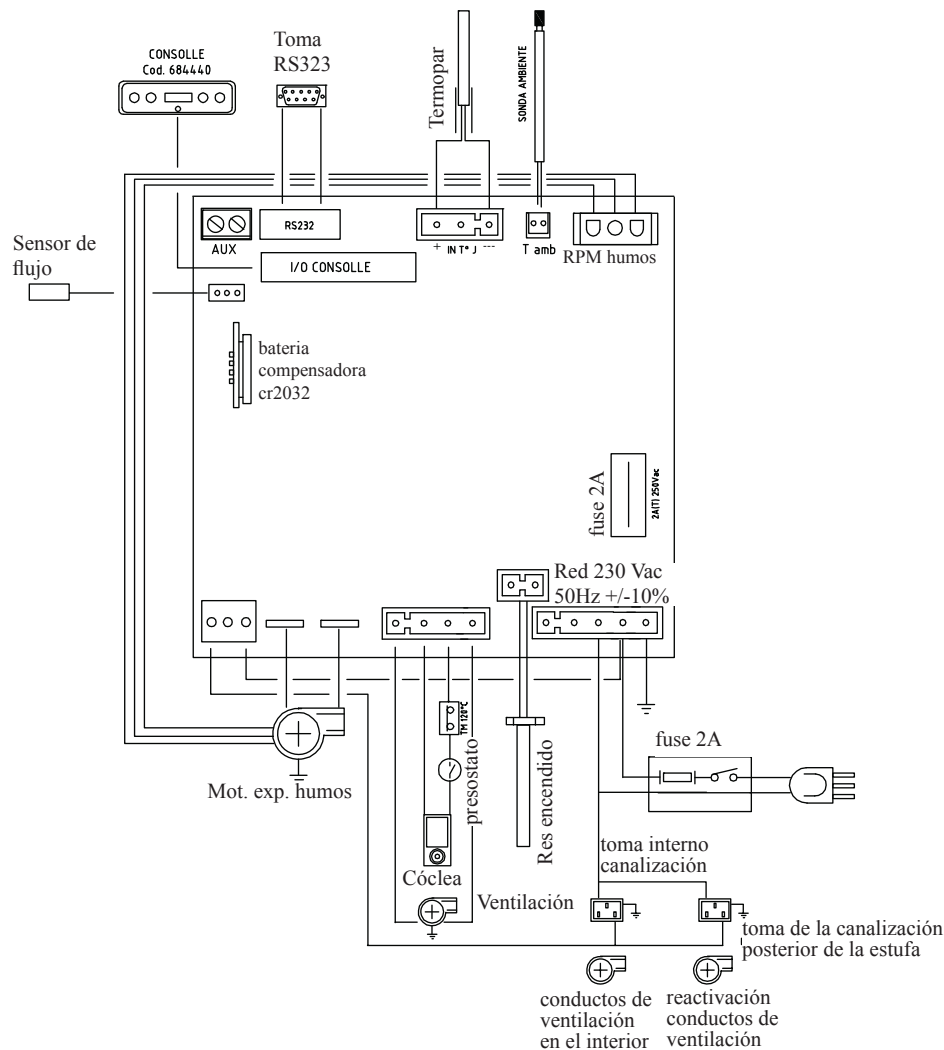 CONSOLLE
Cod. 684440
Toma
RS323
Termopar
SONDA AMBIENTE
AUX
RS232
+ IN Tª J ---
T amb
RPM humos
I/O CONSOLLE
Sensor de
flujo
bateria
compensadora
cr2032
fuse 2A
2A(T) 250Vac
Red 230 Vac
50Hz +/-10%
TM 120°C
presostato
Mot. exp. humos
Res encendido
fuse 2A
Cóclea
Ventilación
toma interno
canalización
toma de la canalización
posterior de la estufa
conductos de
ventilación
en el interior
reactivación
conductos de
ventilación